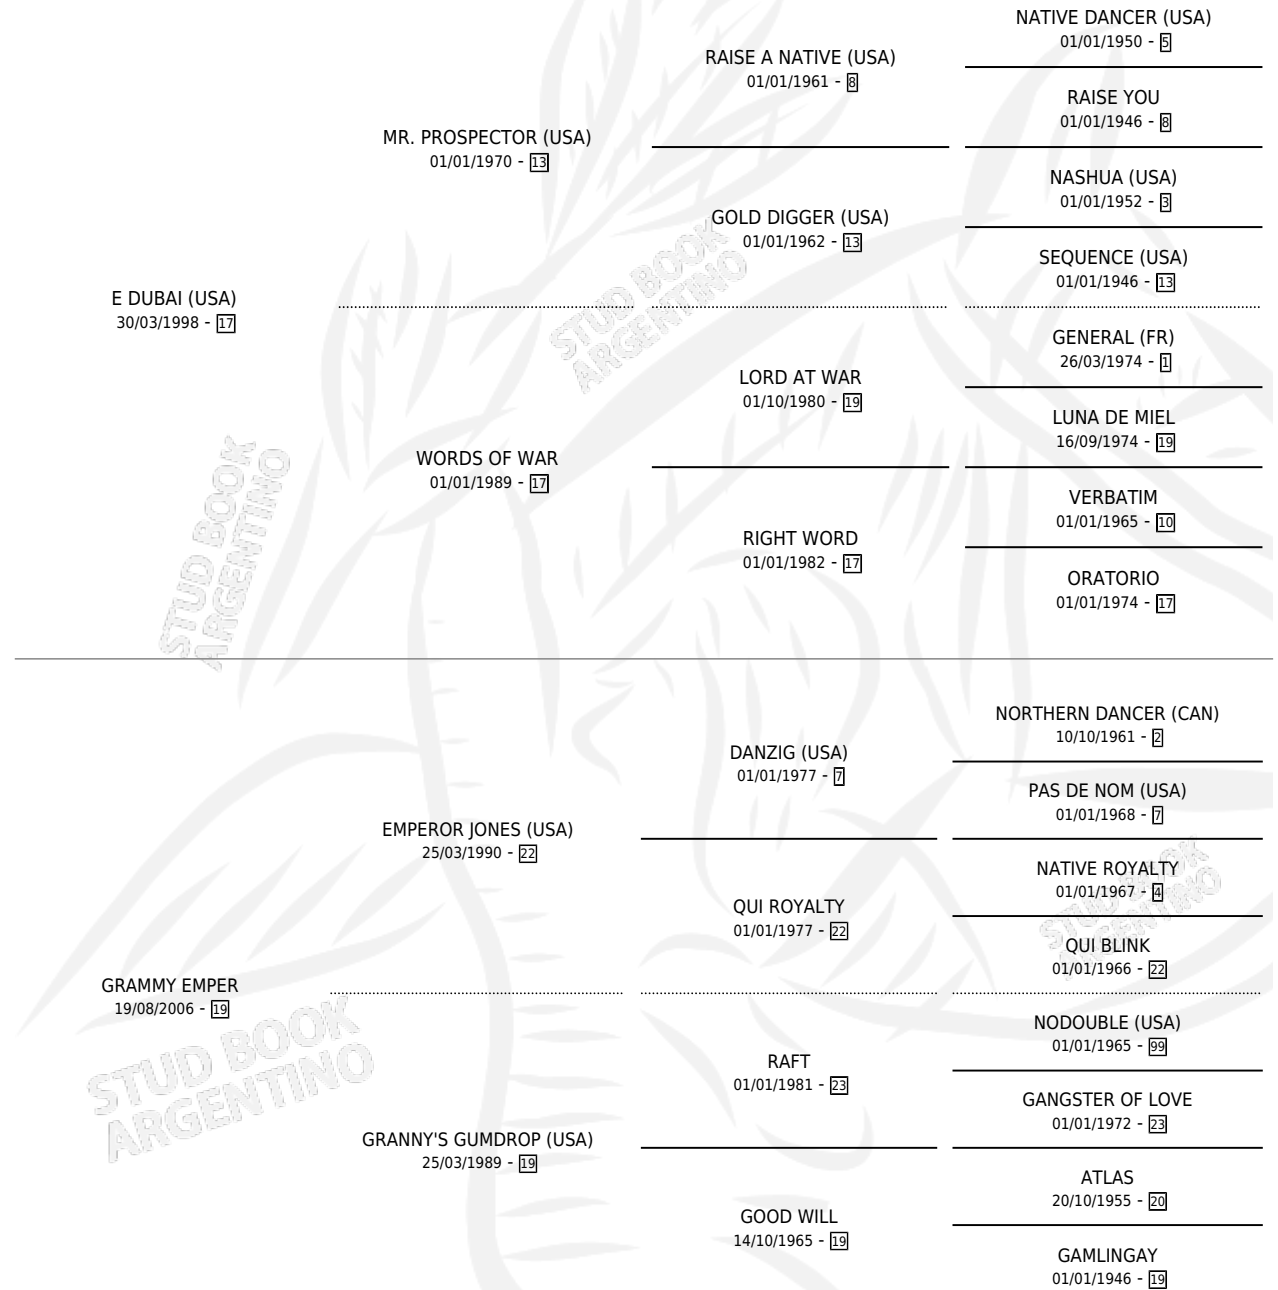 NATIVE DANCER (USA)
01/01/1950 - 5
RAISE A NATIVE (USA)
01/01/1961 - 8
RAISE YOU
01/01/1946 - 8
MR. PROSPECTOR (USA)
01/01/1970 - 13
NASHUA (USA)
01/01/1952 - 3
GOLD DIGGER (USA)
01/01/1962 - 13
SEQUENCE (USA)
01/01/1946 - 13
E DUBAI (USA)
30/03/1998 - 17
GENERAL (FR)
26/03/1974 - 1
LORD AT WAR
01/10/1980 - 19
LUNA DE MIEL
16/09/1974 - 19
WORDS OF WAR
01/01/1989 - 17
VERBATIM
01/01/1965 - 10
RIGHT WORD
01/01/1982 - 17
ORATORIO
01/01/1974 - 17
NORTHERN DANCER (CAN)
10/10/1961 - 2
DANZIG (USA)
01/01/1977 - 7
PAS DE NOM (USA)
01/01/1968 - 7
EMPEROR JONES (USA)
25/03/1990 - 22
NATIVE ROYALTY
01/01/1967 - 4
QUI ROYALTY
01/01/1977 - 22
QUI BLINK
01/01/1966 - 22
GRAMMY EMPER
19/08/2006 - 19
NODOUBLE (USA)
01/01/1965 - 99
RAFT
01/01/1981 - 23
GANGSTER OF LOVE
01/01/1972 - 23
GRANNY'S GUMDROP (USA)
25/03/1989 - 19
ATLAS
20/10/1955 - 20
GOOD WILL
14/10/1965 - 19
GAMLINGAY
01/01/1946 - 19
STUD BOOK
ARGENTINO
STUD BOOK
ARGENTINO
STUD BOOK
ARGENTINO
STUD BOOK
ARGENTINO